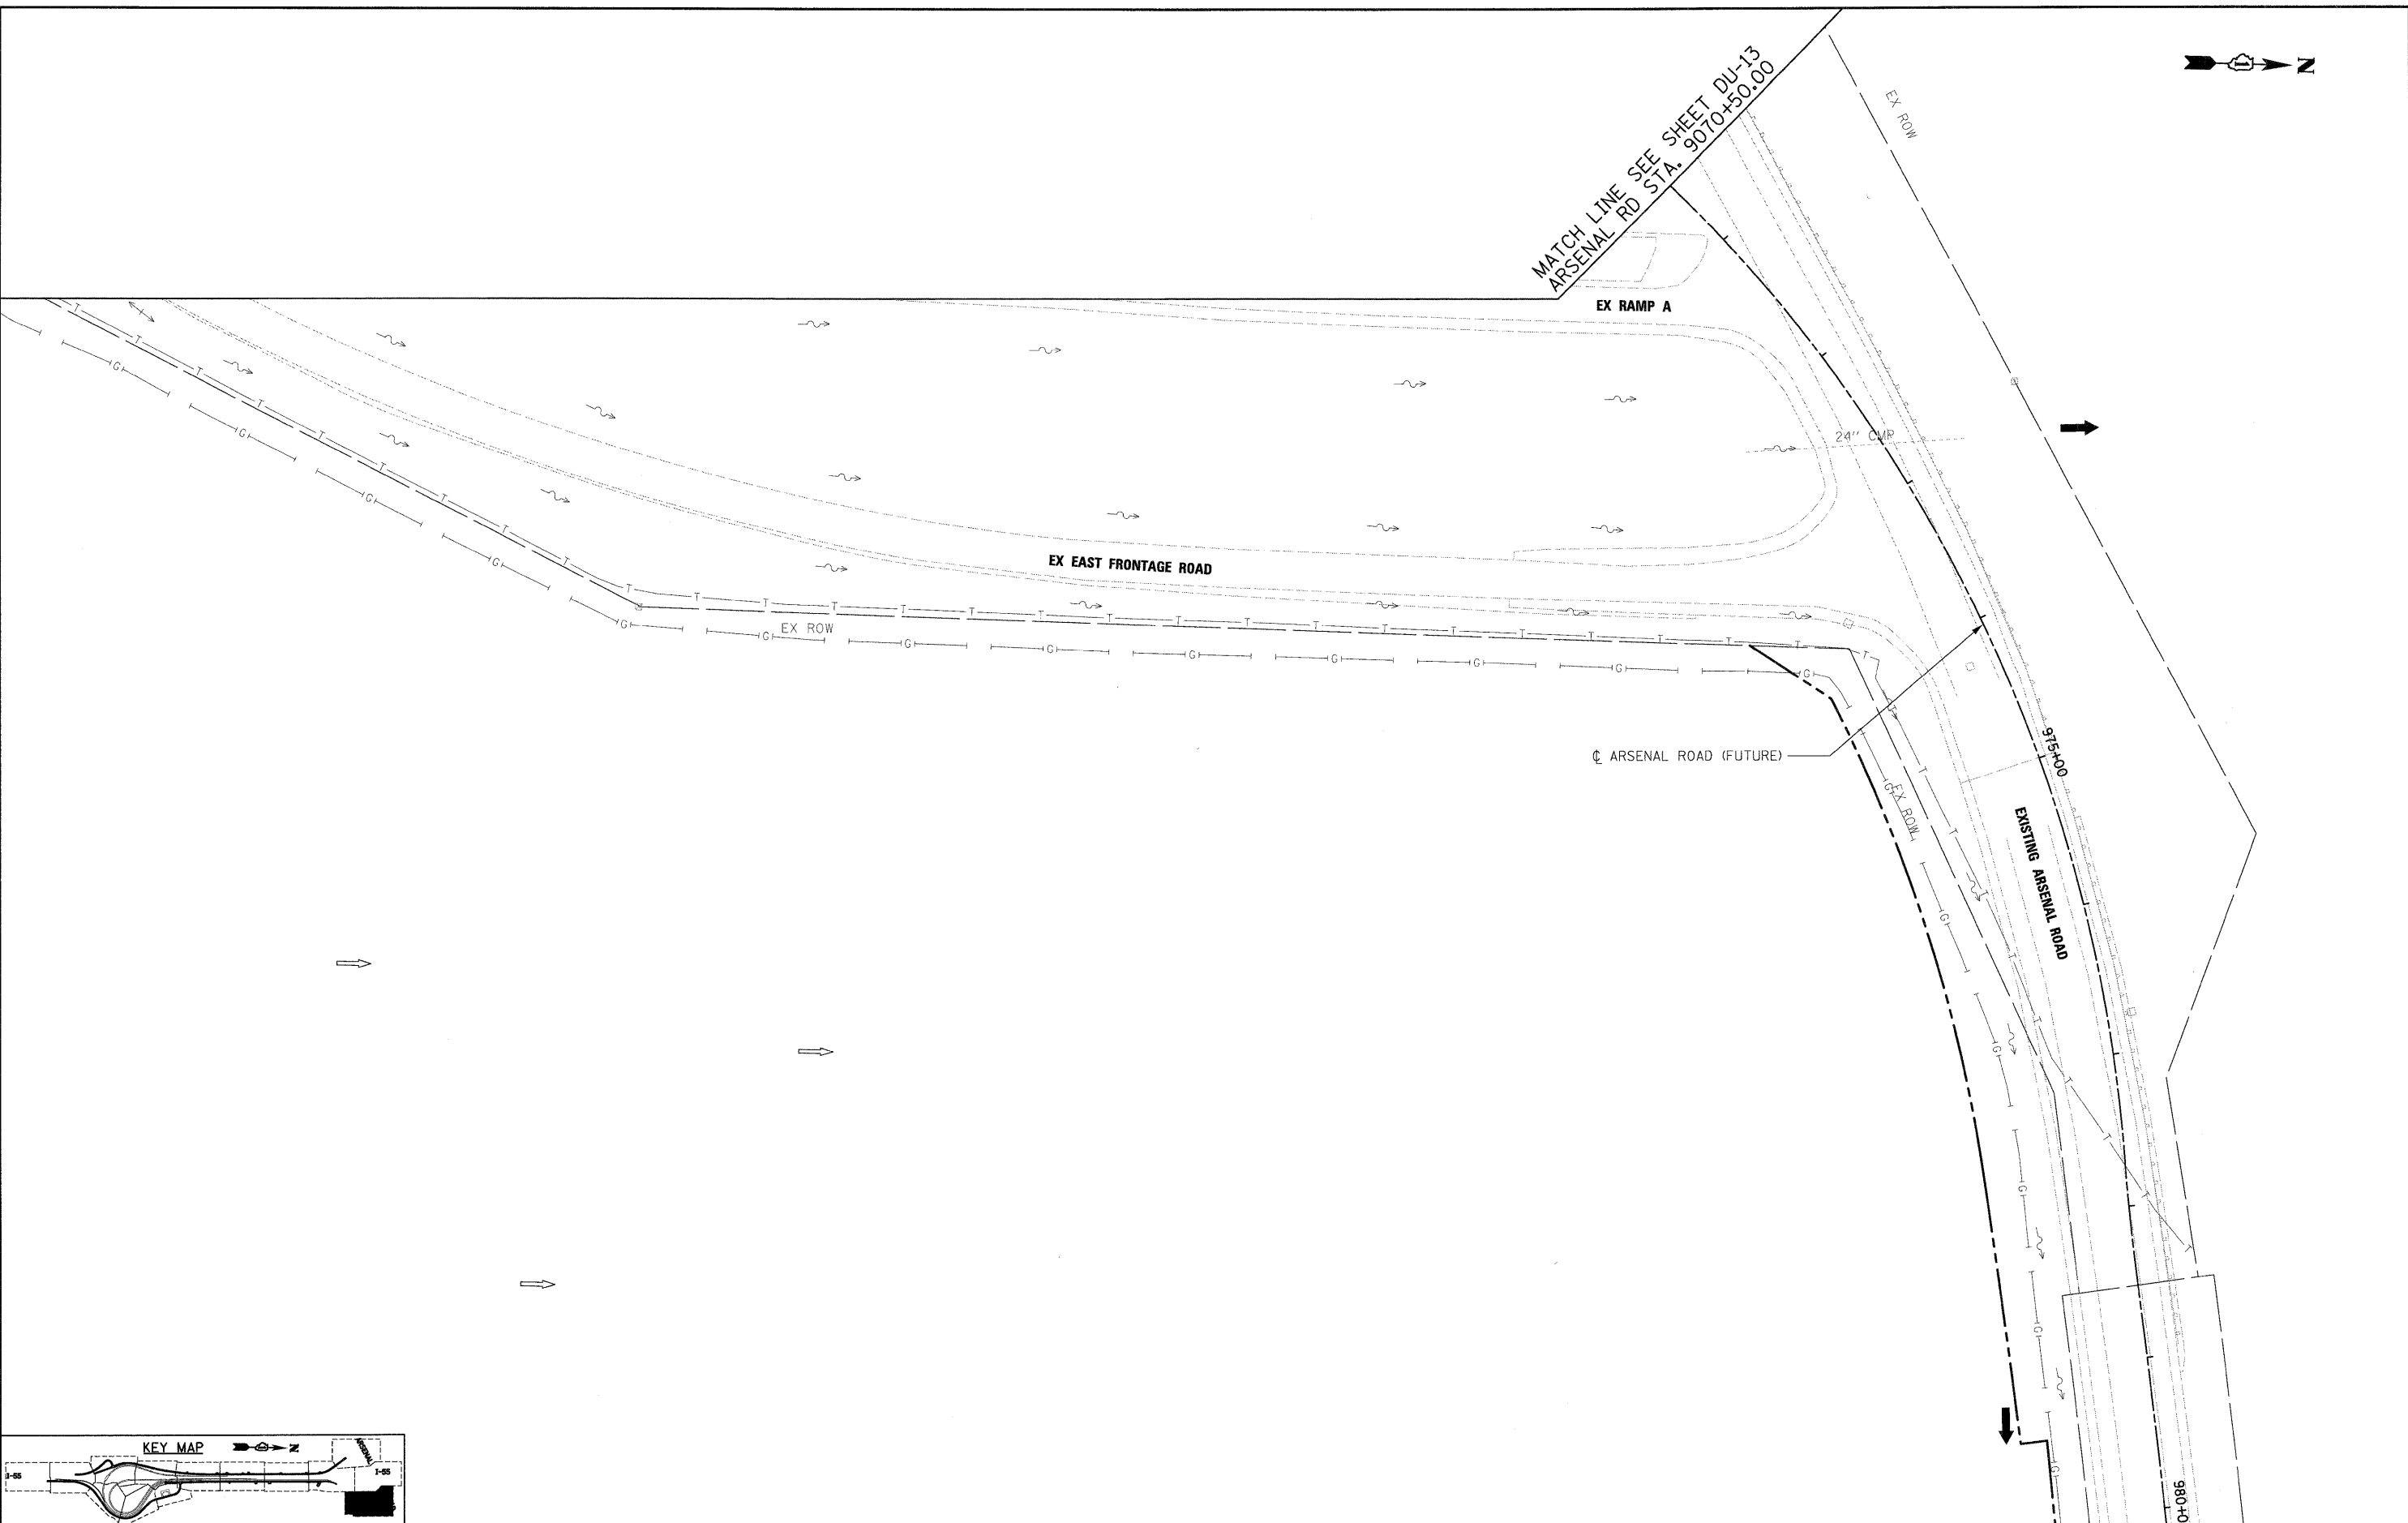 MATCH LINE SEE SHEET DU-13
ARSENAL RD STA. 9070+50.00
N
EX ROW
EX RAMP A
24'' CMP
EX EAST FRONTAGE ROAD
EX ROW
℄ ARSENAL ROAD (FUTURE)
975+00
EX ROW
EXISTING ARSENAL ROAD
KEY MAP
N
ARSENAL
I-55
I-55
980+0